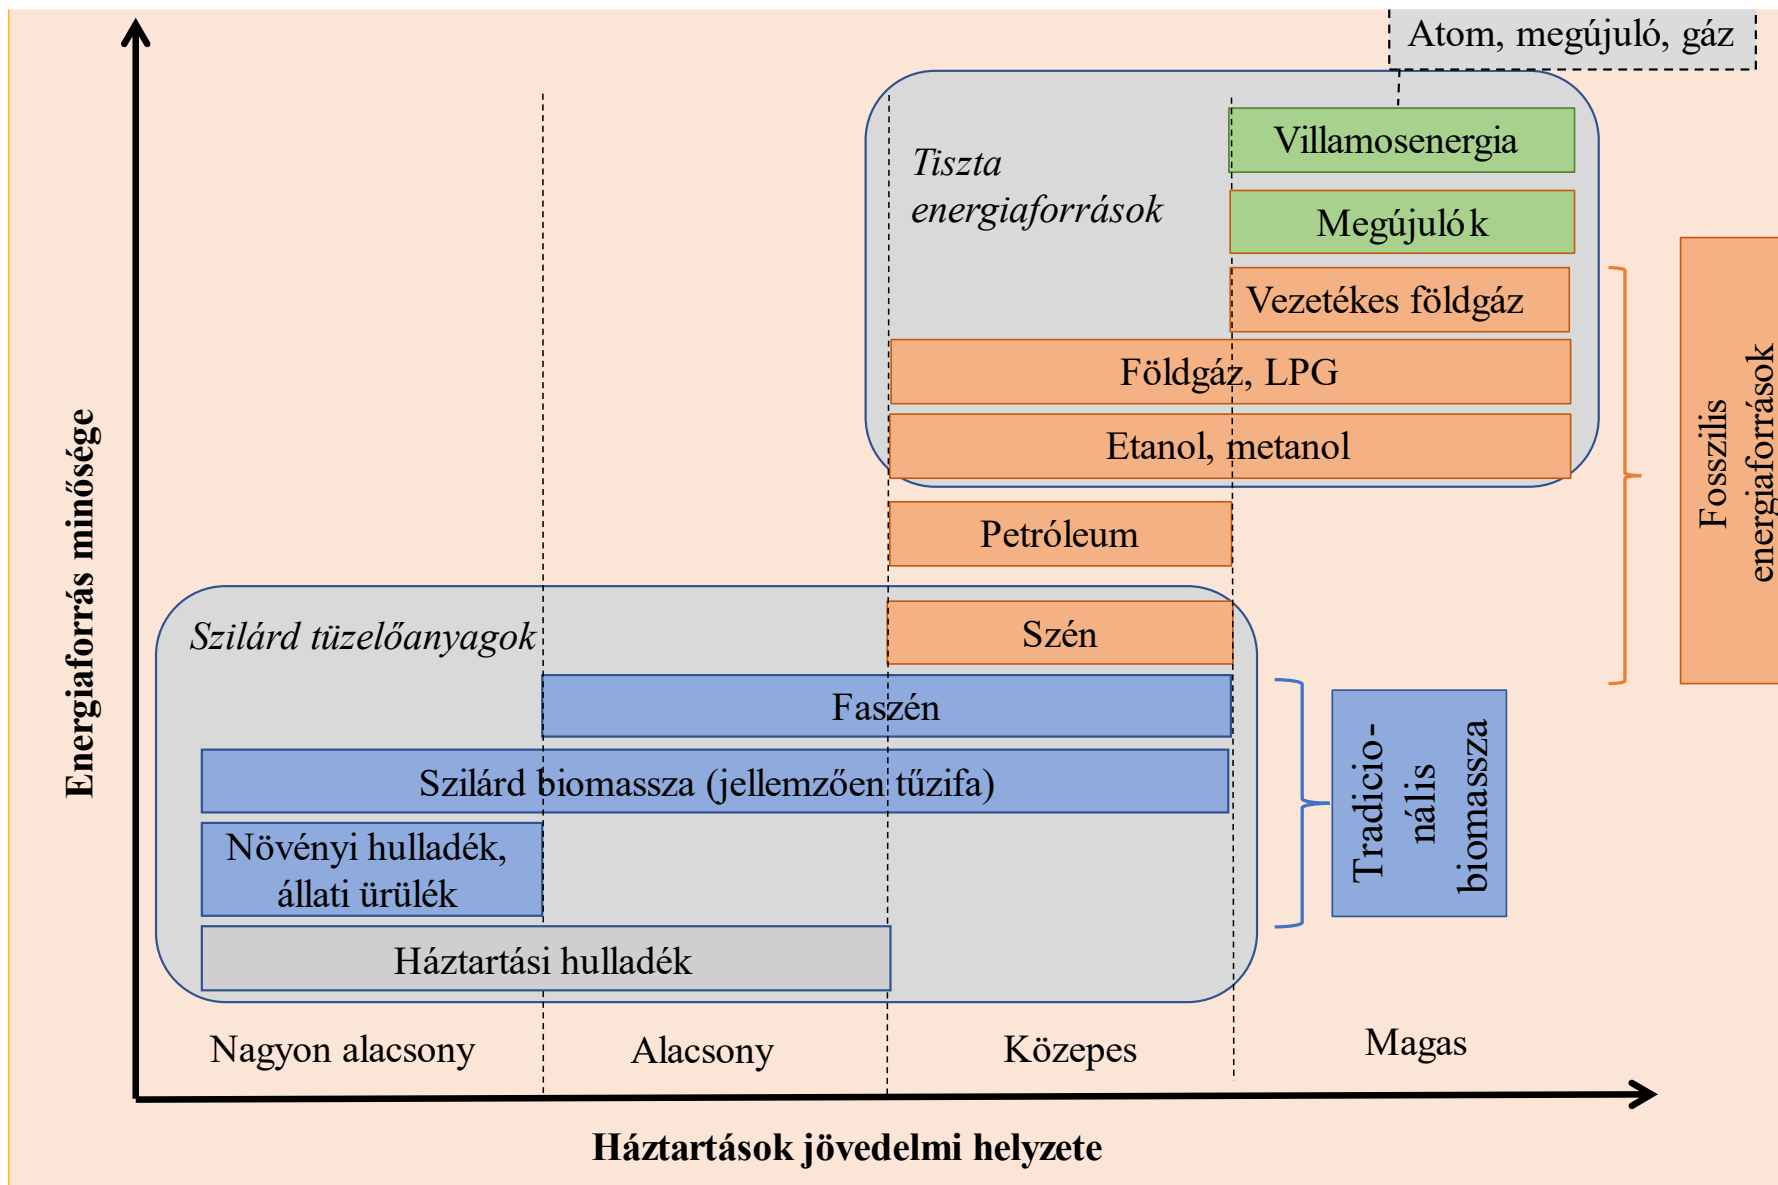 Atom, megújuló, gáz
Villamosenergia
Tiszta
energiaforrások
Megújulók
Vezetékes földgáz
Földgáz, LPG
Etanol, metanol
Petróleum
Fosszilis
energiaforrások
Szilárd tüzelőanyagok
Szén
Faszén
Szilárd biomassza (jellemzően tűzifa)
Növényi hulladék,
állati ürülék
Háztartási hulladék
Tradicio-
nális
biomassza
Energiaforrás minősége
Nagyon alacsony
Alacsony
Közepes
Magas
Háztartások jövedelmi helyzete